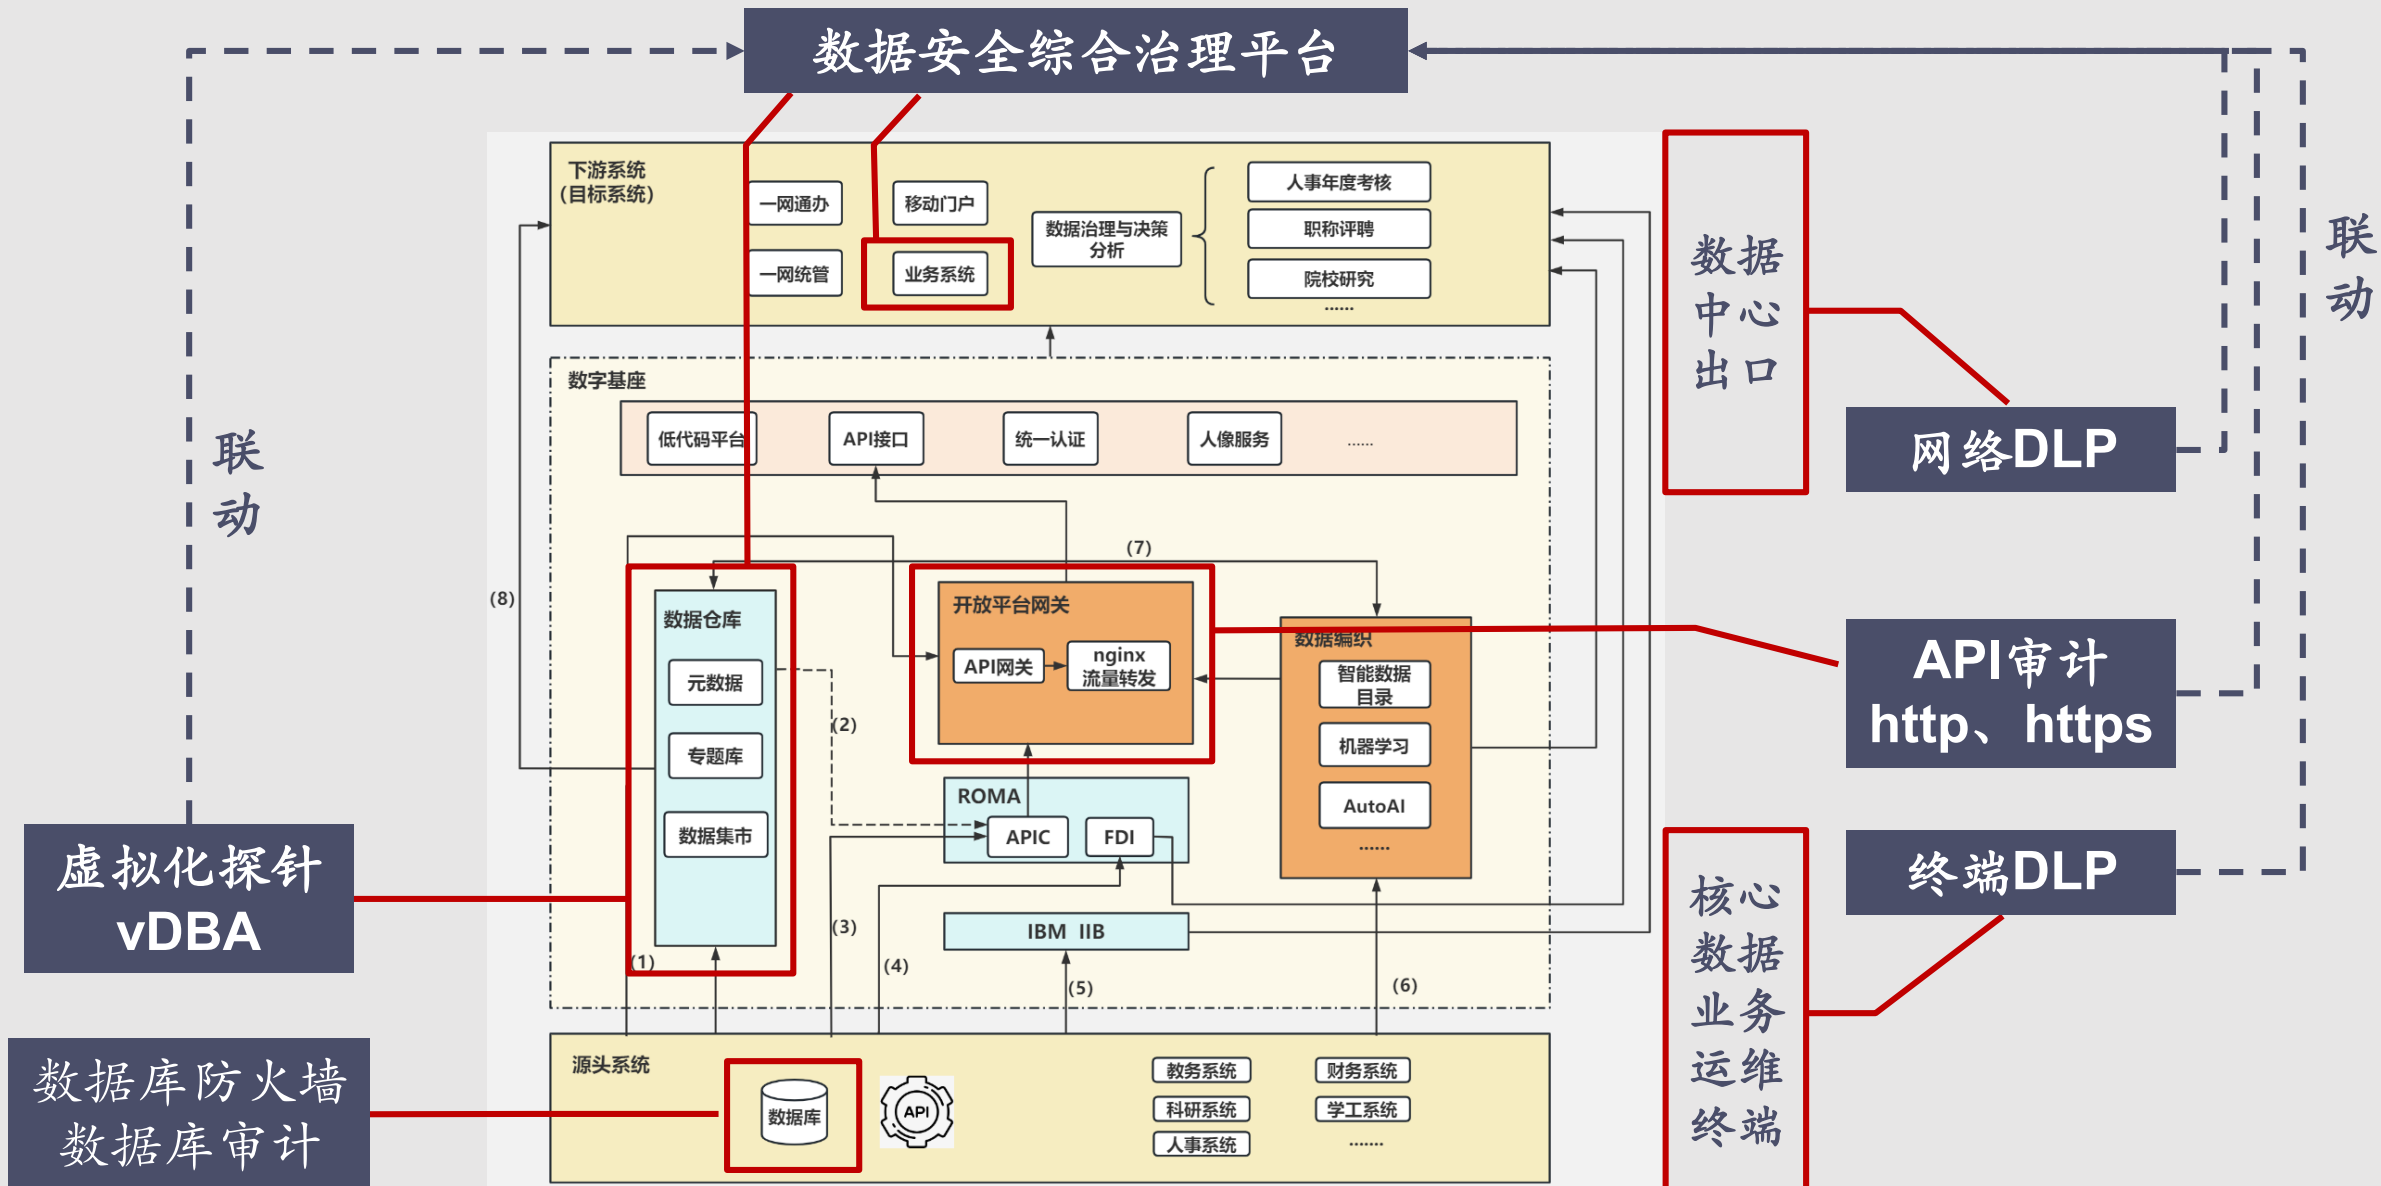 数据安全综合治理平台
下游系统
(目标系统)
一网通办
移动门户
一网统管
业务系统
数据治理与决策
分析
人事年度考核
职称评聘
院校研究
......
数字基座
低代码平台
API接口
统一认证
人像服务
......
(7)
(8)
数据仓库
元数据
专题库
数据集市
(1)
(2)
开放平台网关
API网关
nginx
流量转发
数据编织
智能数据
目录
机器学习
AutoAI
......
ROMA
APIC
FDI
IBM IIB
(3)
(4)
(5)
(6)
源头系统
数据库
API
教务系统
财务系统
科研系统
学工系统
人事系统
.......
联
动
虚拟化探针
vDBA
数据库防火墙
数据库审计
数据
中心
出口
网络DLP
API审计
http、https
终端DLP
核心
数据
业务
运维
终端
联
动